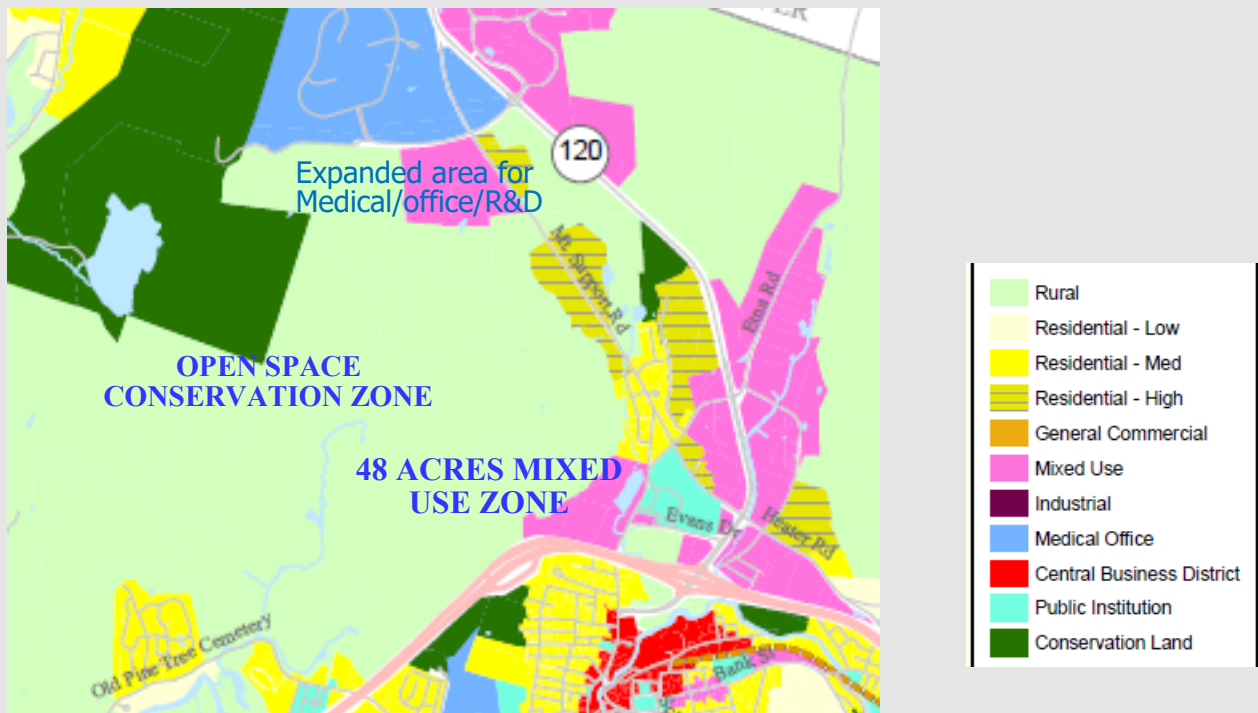 120
Expanded area for
Medical/office/R&D
Mt. Support Rd
Etna Rd
OPEN SPACE
CONSERVATION ZONE
48 ACRES MIXED
USE ZONE
Evans Dr
Heater Rd
Old Pine Tree Cemetery
Bank St
Rural
Residential - Low
Residential - Med
Residential - High
General Commercial
Mixed Use
Industrial
Medical Office
Central Business District
Public Institution
Conservation Land